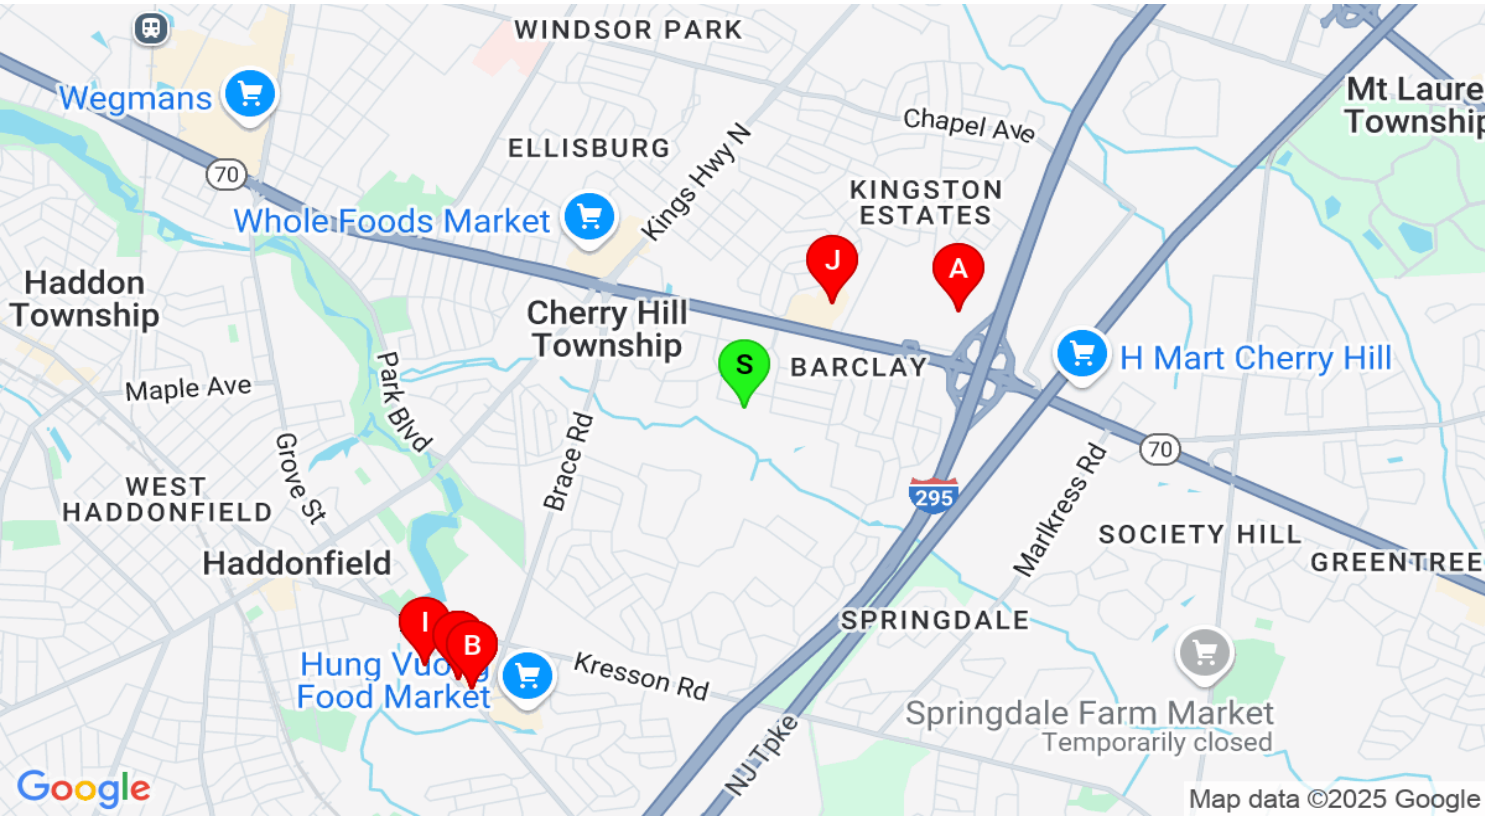 WINDSOR PARK
Wegmans
Mt Laure
Township
Chapel Ave
ELLISBURG
Kings Hwy N
70
KINGSTON
ESTATES
Whole Foods Market
J
A
Haddon
Township
Cherry Hill
Township
S
BARCLAY
H Mart Cherry Hill
Maple Ave
Park Blvd
Grove St
Brace Rd
70
Marlkress Rd
295
WEST
HADDONFIELD
SOCIETY HILL
Haddonfield
GREENTREE
I
B
SPRINGDALE
Hung Vuong
Food Market
Kresson Rd
Springdale Farm Market
Temporarily closed
NJ Tpke
Google
Map data ©2025 Google